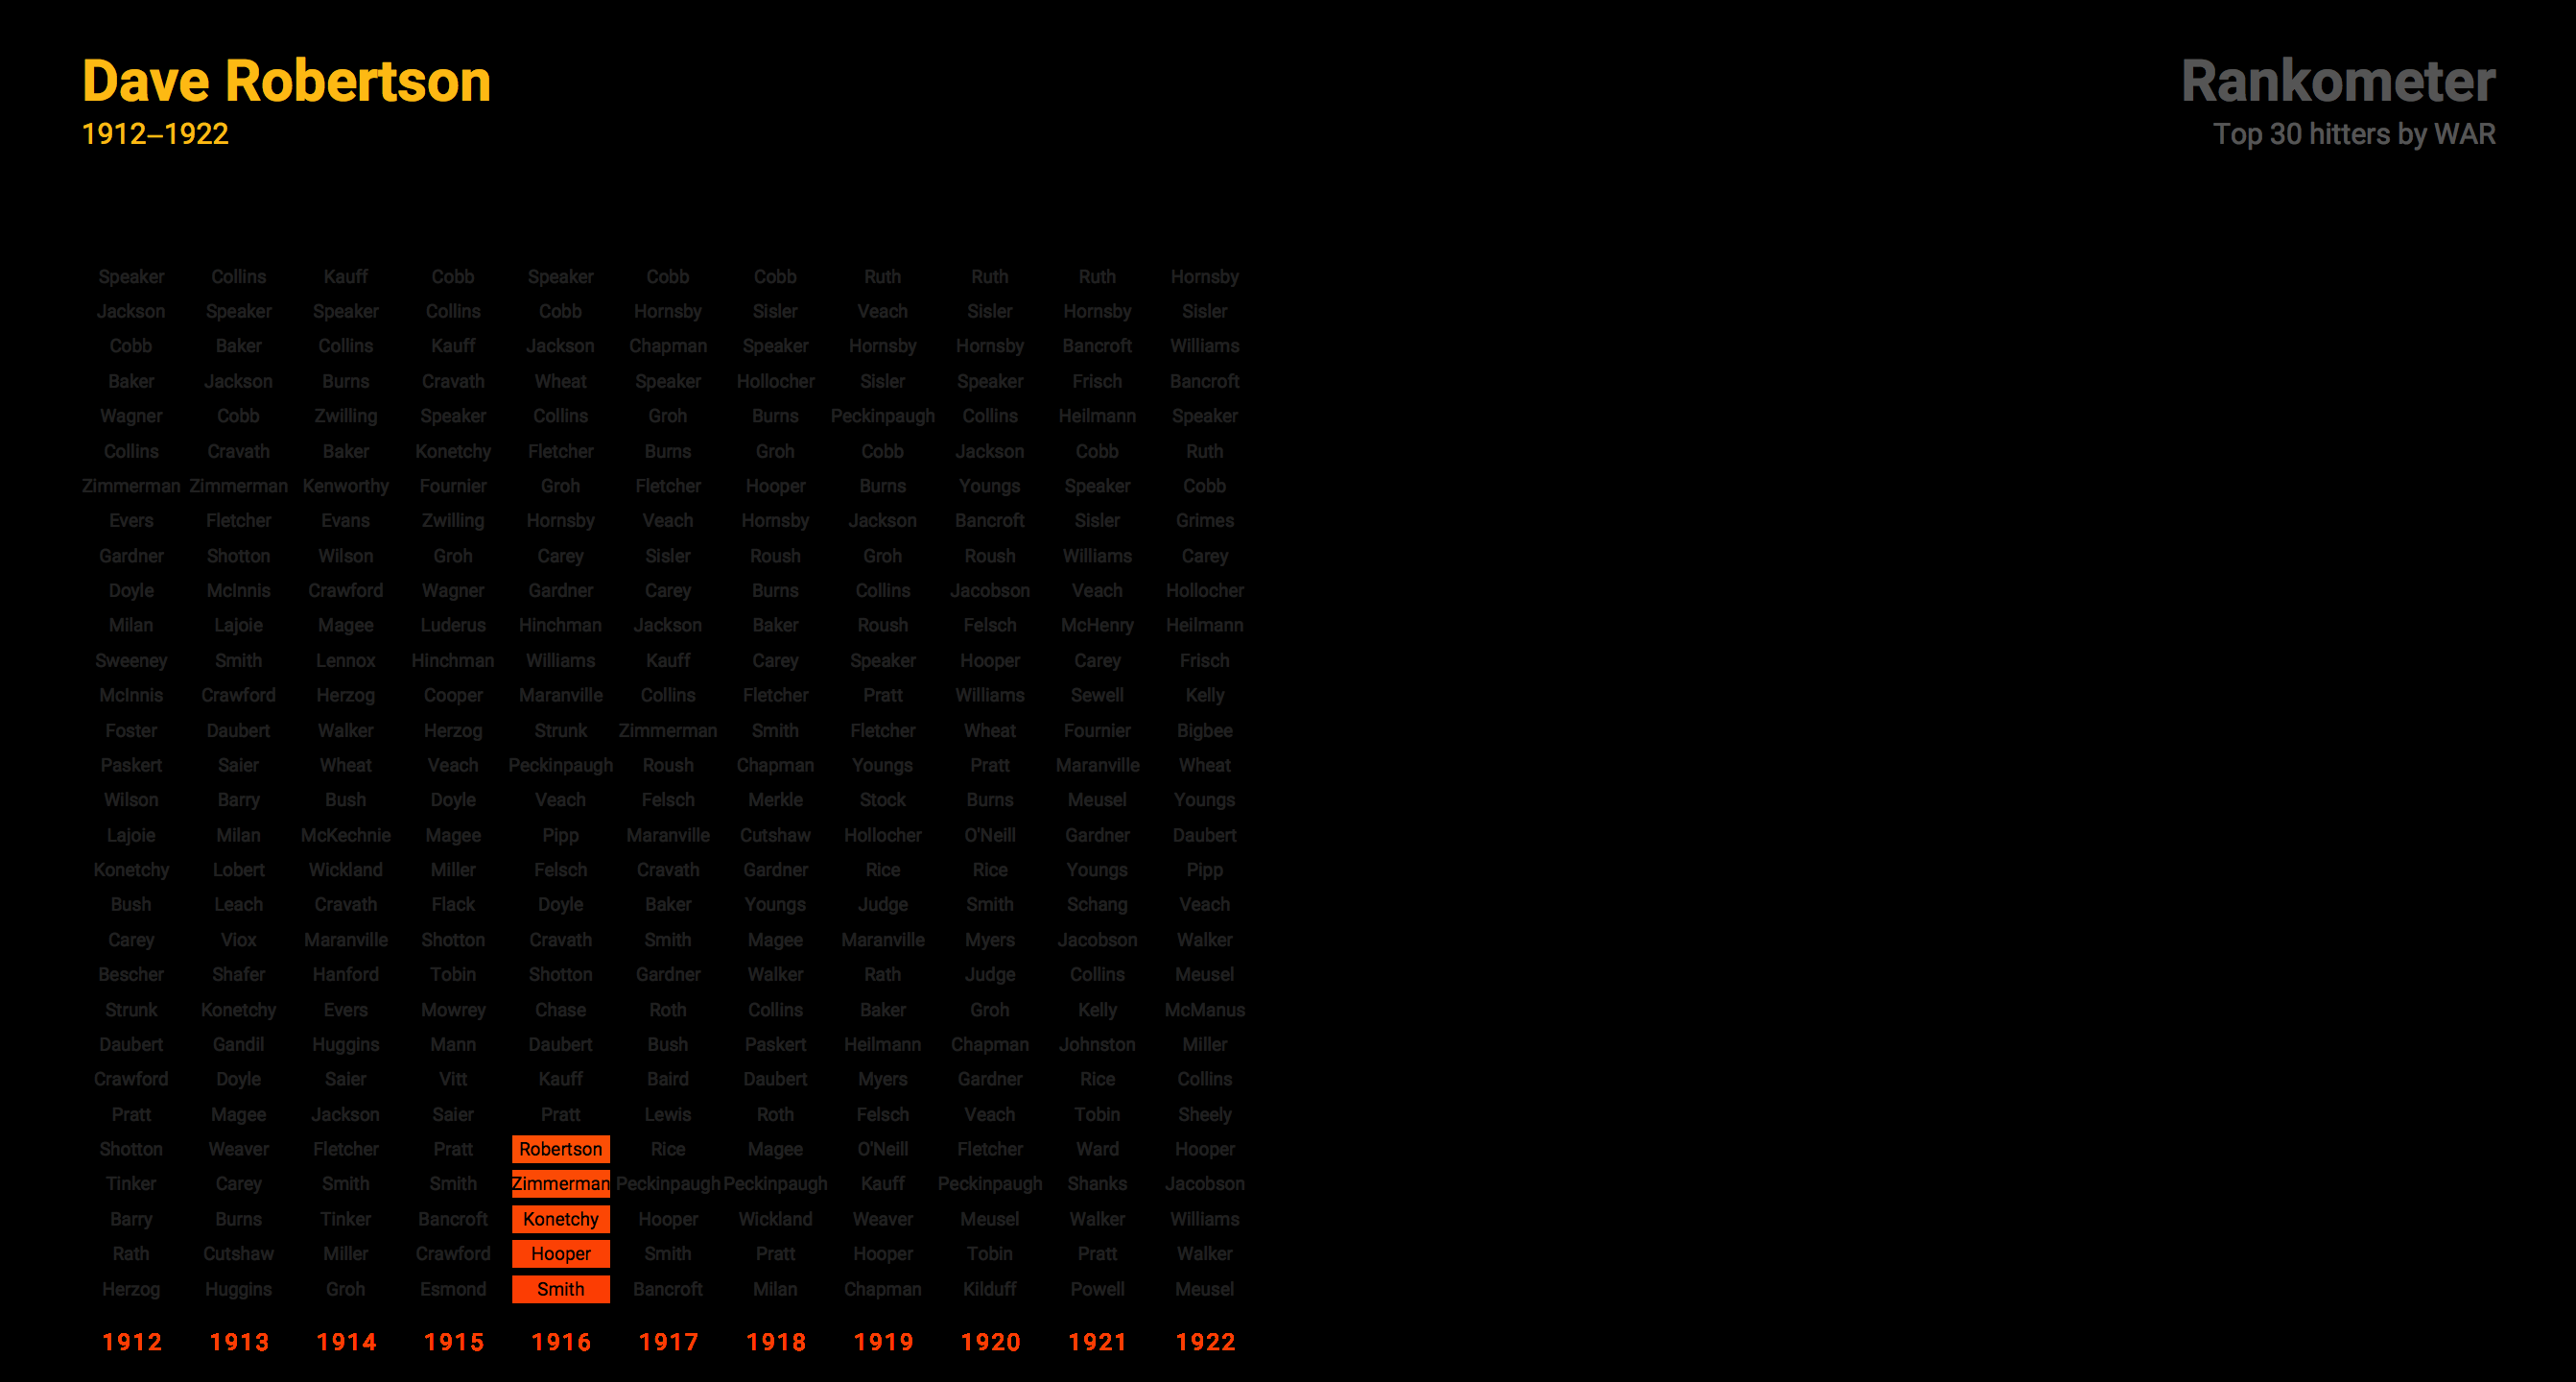 Dave Robertson
1912–1922
Rankometer
Top 30 hitters by WAR
Speaker Collins Kauff Cobb Speaker Cobb Cobb Ruth Ruth Ruth Hornsby
Jackson Speaker Speaker Collins Cobb Hornsby Sisler Veach Sisler Hornsby Sisler
Cobb Baker Collins Kauff Jackson Chapman Speaker Hornsby Hornsby Bancroft Williams
Baker Jackson Burns Cravath Wheat Speaker Hollocher Sisler Speaker Frisch Bancroft
Wagner Cobb Zwilling Speaker Collins Groh Burns Peckinpaugh Collins Heilmann Speaker
Collins Cravath Baker Konetchy Fletcher Burns Groh Cobb Jackson Cobb Ruth
Zimmerman Zimmerman Kenworthy Fournier Groh Fletcher Hooper Burns Youngs Speaker Cobb
Evers Fletcher Evans Zwilling Hornsby Veach Hornsby Jackson Bancroft Sisler Grimes
Gardner Shotton Wilson Groh Carey Sisler Roush Groh Roush Williams Carey
Doyle McInnis Crawford Wagner Gardner Carey Burns Collins Jacobson Veach Hollocher
Milan Lajoie Magee Luderus Hinchman Jackson Baker Roush Felsch McHenry Heilmann
Sweeney Smith Lennox Hinchman Williams Kauff Carey Speaker Hooper Carey Frisch
McInnis Crawford Herzog Cooper Maranville Collins Fletcher Pratt Williams Sewell Kelly
Foster Daubert Walker Herzog Strunk Zimmerman Smith Fletcher Wheat Fournier Bigbee
Paskert Saier Wheat Veach Peckinpaugh Roush Chapman Youngs Pratt Maranville Wheat
Wilson Barry Bush Doyle Veach Felsch Merkle Stock Burns Meusel Youngs
Lajoie Milan McKechnie Magee Pipp Maranville Cutshaw Hollocher O'Neill Gardner Daubert
Konetchy Lobert Wickland Miller Felsch Cravath Gardner Rice Rice Youngs Pipp
Bush Leach Cravath Flack Doyle Baker Youngs Judge Smith Schang Veach
Carey Viox Maranville Shotton Cravath Smith Magee Maranville Myers Jacobson Walker
Bescher Shafer Hanford Tobin Shotton Gardner Walker Rath Judge Collins Meusel
Strunk Konetchy Evers Mowrey Chase Roth Collins Baker Groh Kelly McManus
Daubert Gandil Huggins Mann Daubert Bush Paskert Heilmann Chapman Johnston Miller
Crawford Doyle Saier Vitt Kauff Baird Daubert Myers Gardner Rice Collins
Pratt Magee Jackson Saier Pratt Lewis Roth Felsch Veach Tobin Sheely
Shotton Weaver Fletcher Pratt Robertson Rice Magee O'Neill Fletcher Ward Hooper
Tinker Carey Smith Smith Zimmerman Peckinpaugh Peckinpaugh Kauff Peckinpaugh Shanks Jacobson
Barry Burns Tinker Bancroft Konetchy Hooper Wickland Weaver Meusel Walker Williams
Rath Cutshaw Miller Crawford Hooper Smith Pratt Hooper Tobin Pratt Walker
Herzog Huggins Groh Esmond Smith Bancroft Milan Chapman Kilduff Powell Meusel
1912 1913 1914 1915 1916 1917 1918 1919 1920 1921 1922